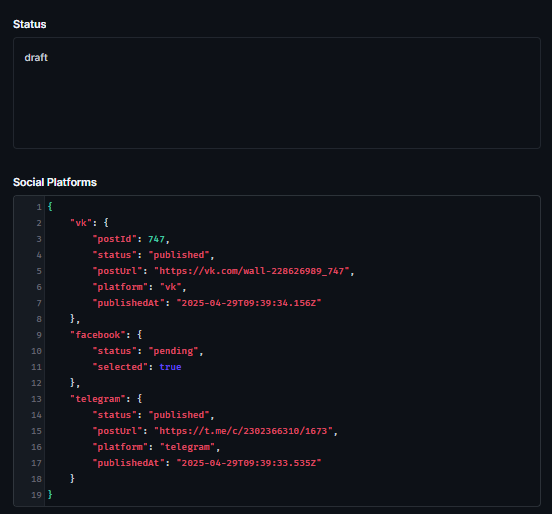 Status
draft
Social Platforms
1 {
2 "vk": {
3 "postId": 747,
4 "status": "published",
5 "postUrl": "https://vk.com/wall-228626989_747",
6 "platform": "vk",
7 "publishedAt": "2025-04-29T09:39:34.156Z"
8 },
9 "facebook": {
10 "status": "pending",
11 "selected": true
12 },
13 "telegram": {
14 "status": "published",
15 "postUrl": "https://t.me/c/2302366310/1673",
16 "platform": "telegram",
17 "publishedAt": "2025-04-29T09:39:33.535Z"
18 }
19 }